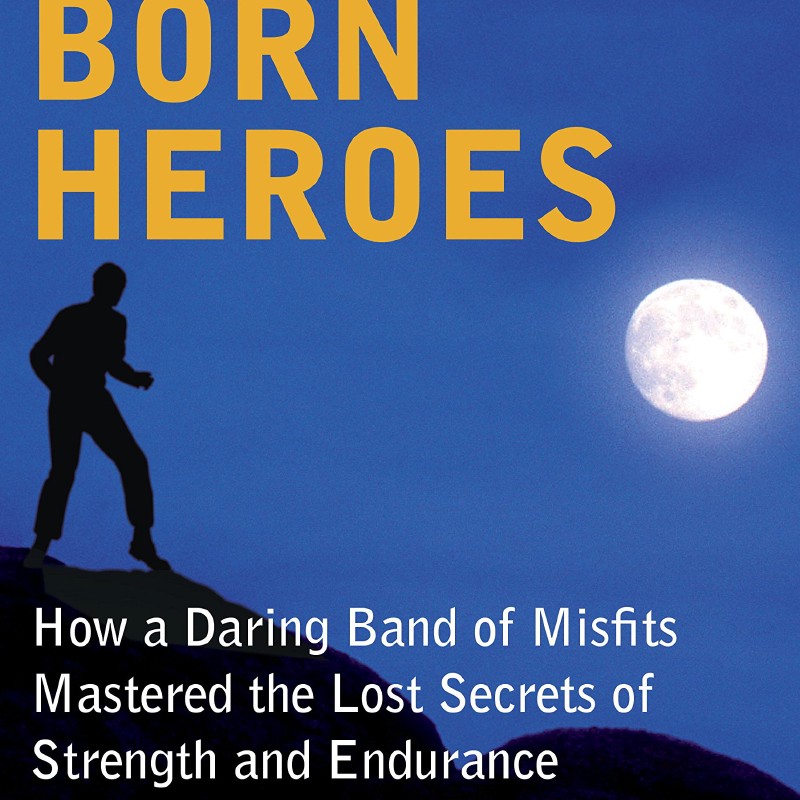 BORN
HEROES
How a Daring Band of Misfits
Mastered the Lost Secrets of
Strength and Endurance